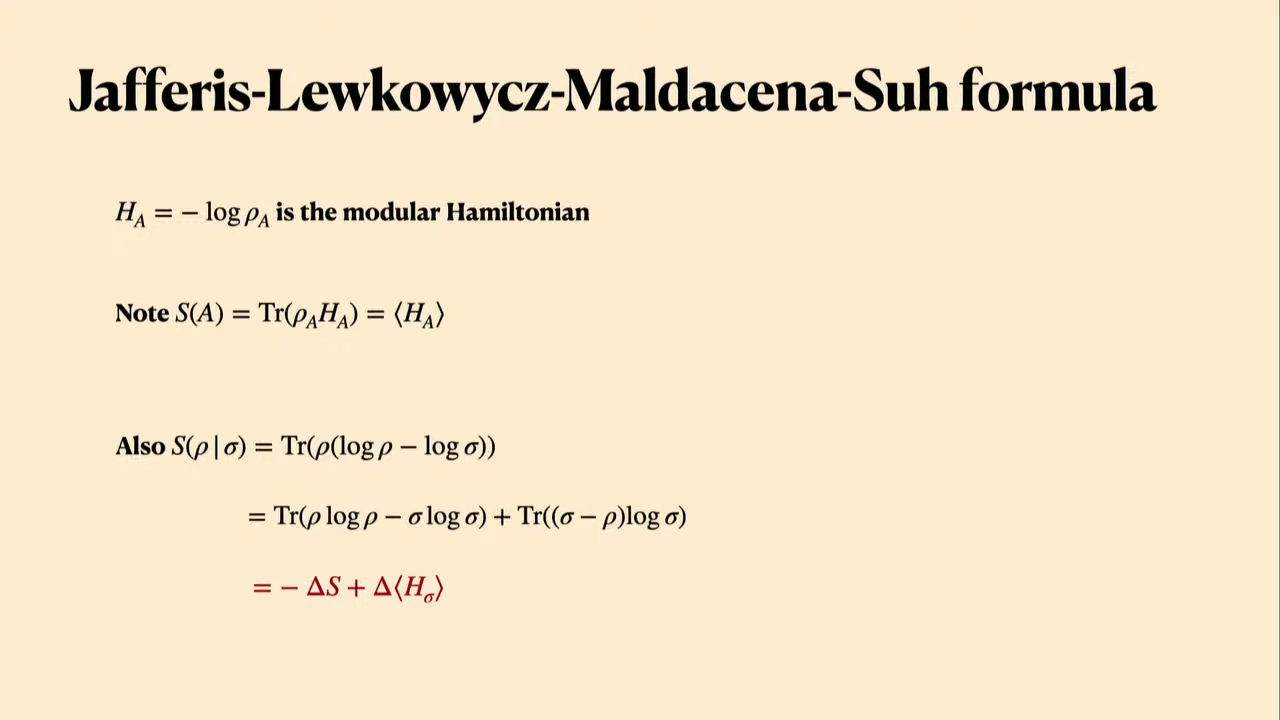 Jafferis-Lewkowycz-Maldacena-Suh formula
H_A = − log ρ_A is the modular Hamiltonian
Note S(A) = Tr(ρ_A H_A) = ⟨H_A⟩
Also S(ρ | σ) = Tr(ρ(log ρ − log σ))
= Tr(ρ log ρ − σ log σ) + Tr((σ − ρ)log σ)
= − ΔS + Δ⟨H_σ⟩